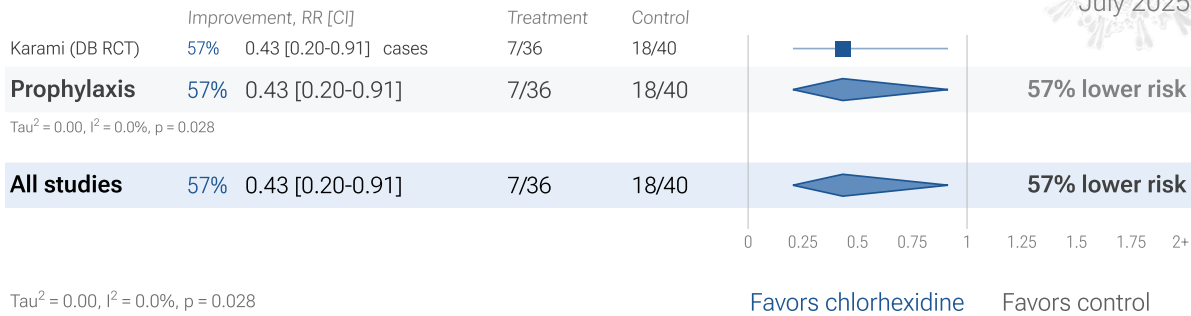 July 2025
Improvement, RR [CI] Treatment Control
Karami (DB RCT) 57% 0.43 [0.20-0.91] cases 7/36 18/40
Prophylaxis 57% 0.43 [0.20-0.91] 7/36 18/40 57% lower risk
Tau² = 0.00, I² = 0.0%, p = 0.028
All studies 57% 0.43 [0.20-0.91] 7/36 18/40 57% lower risk
0 0.25 0.5 0.75 1 1.25 1.5 1.75 2+
Tau² = 0.00, I² = 0.0%, p = 0.028 Favors chlorhexidine Favors control